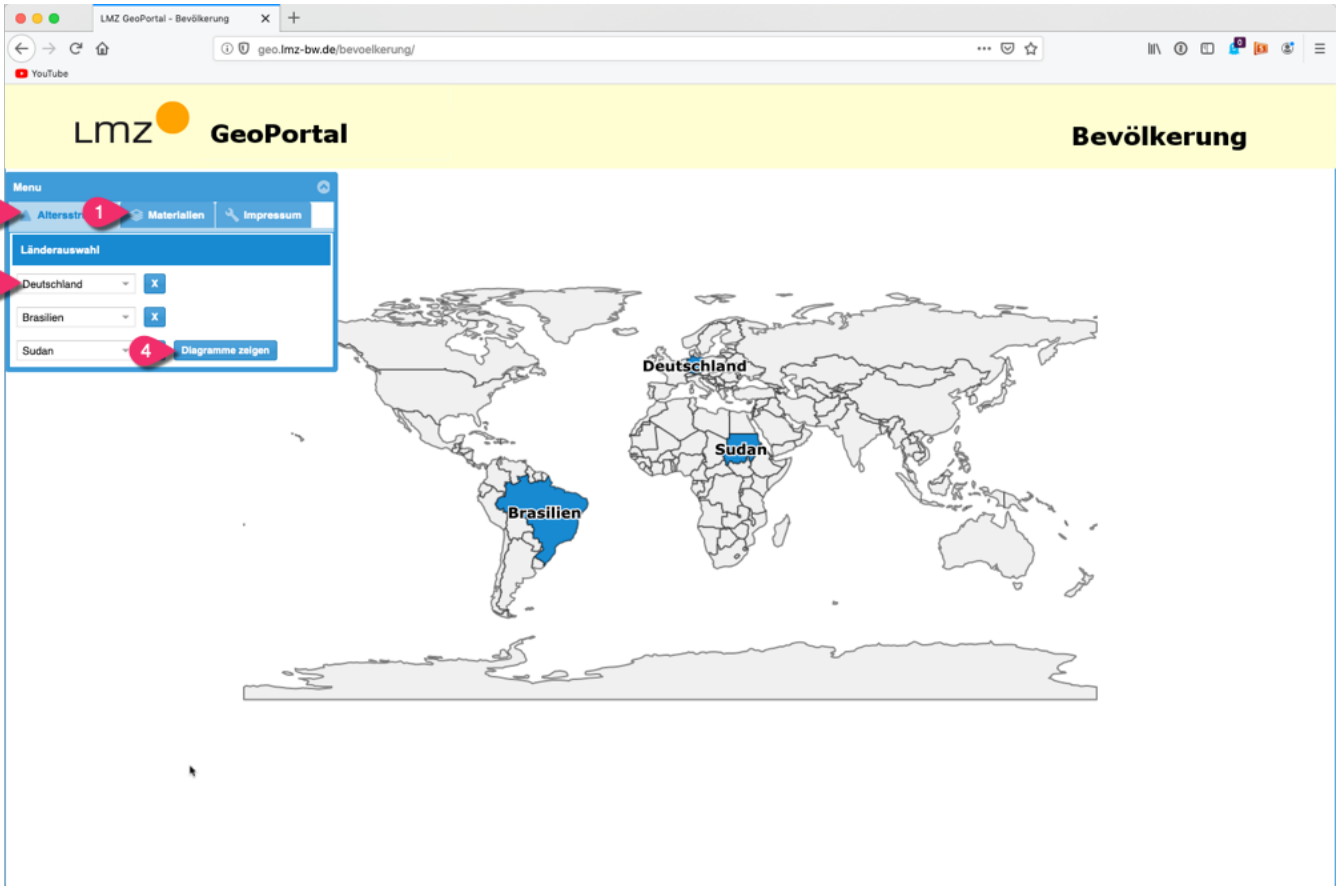 LMZ GeoPortal - Bevölkerung
geo.lmz-bw.de/bevoelkerung/
0
YouTube
Lmz GeoPortal
Bevölkerung
Menu
1 Materialien Impressum
Länderauswahl
Deutschland X
Brasilien X
Sudan 4 Diagramme zeigen
Deutschland
Sudan
Brasilien